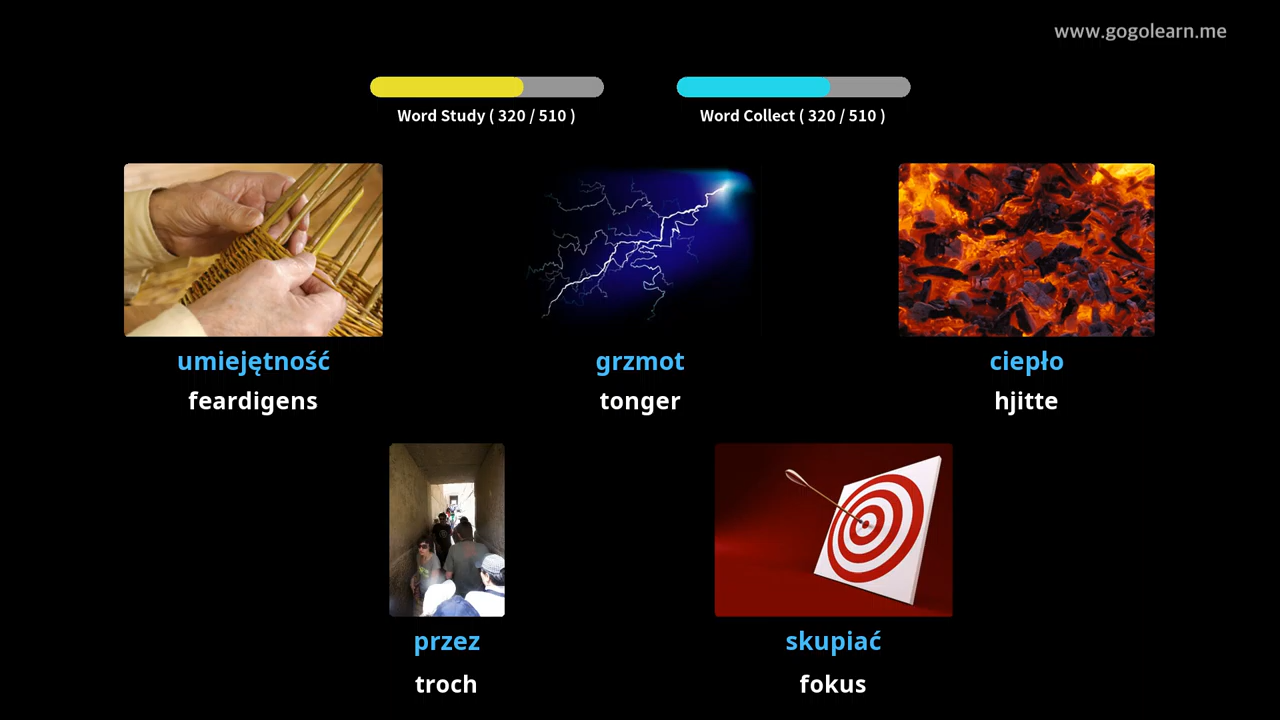 www.gogolearn.me
Word Study ( 320 / 510 )
Word Collect ( 320 / 510 )
umiejętność
grzmot
ciepło
feardigens
tonger
hjitte
przez
skupiać
troch
fokus